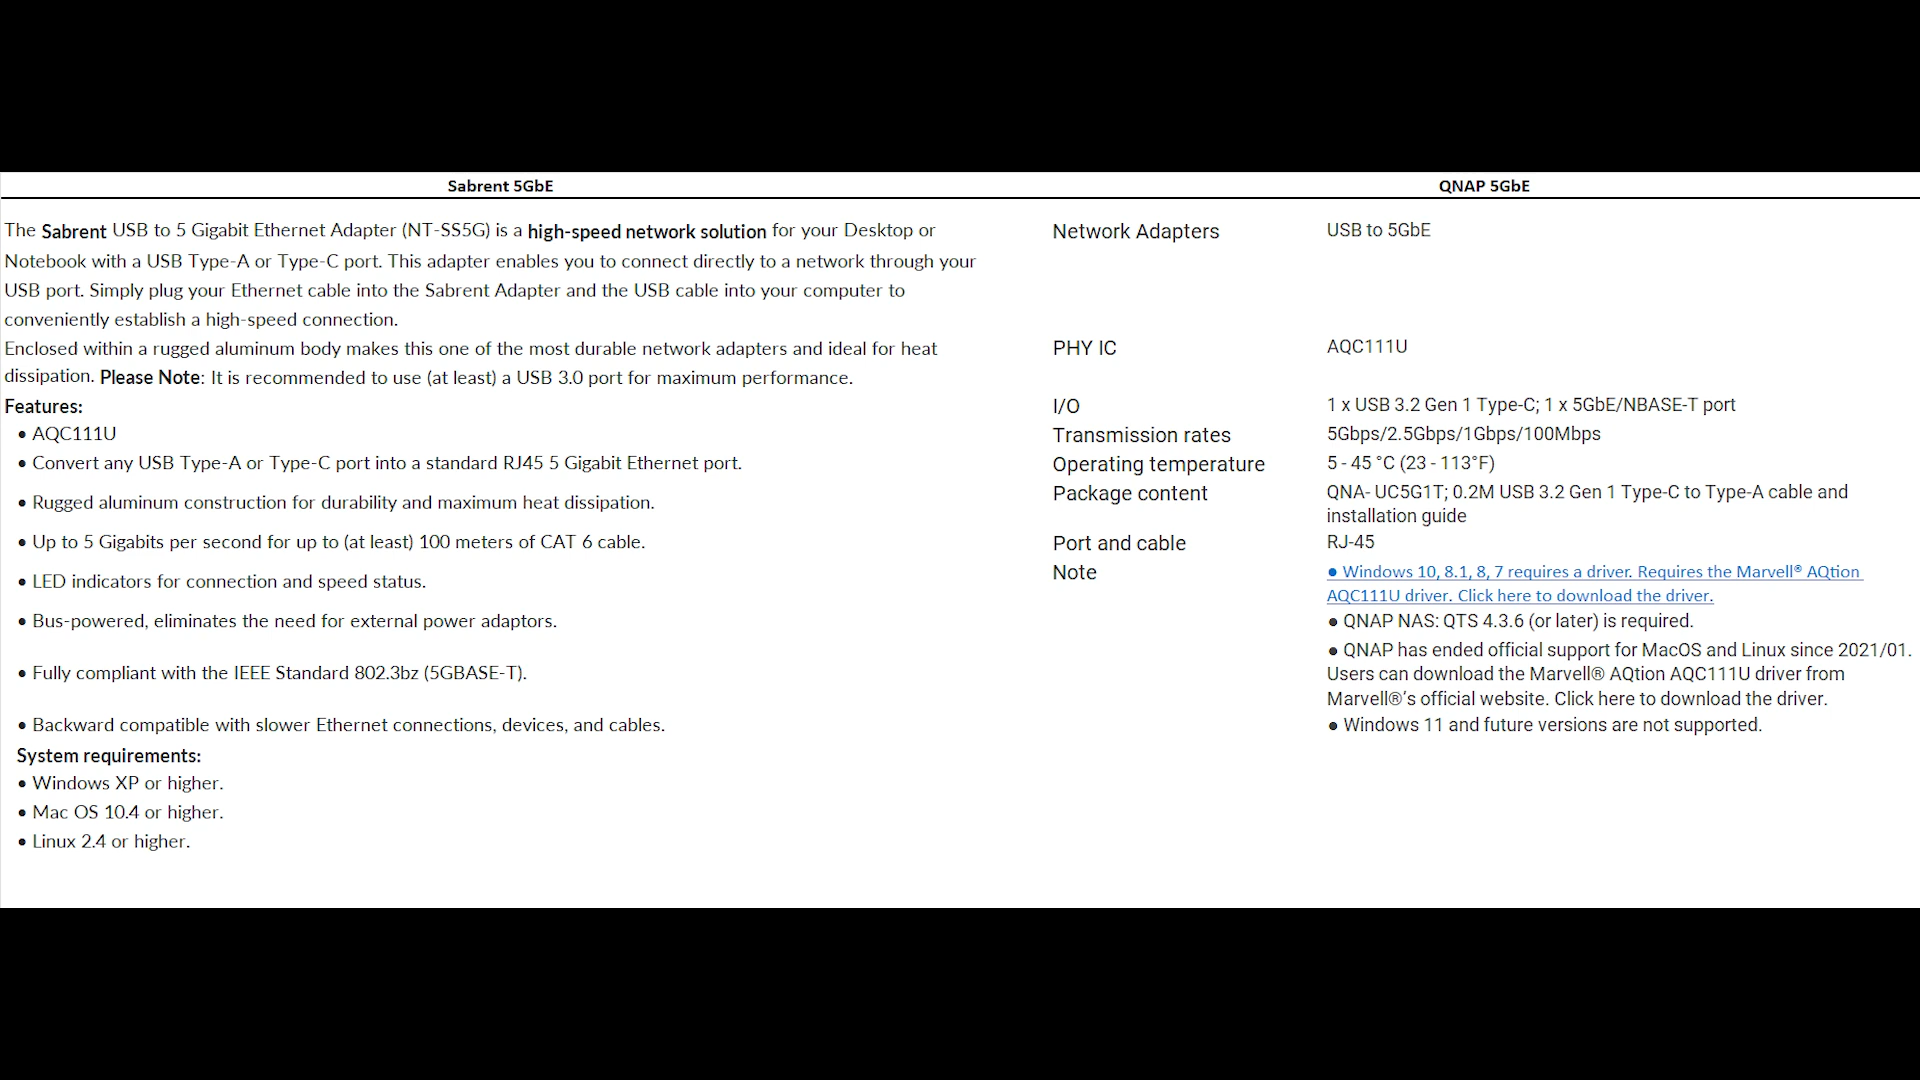 Sabrent 5GbE
The Sabrent USB to 5 Gigabit Ethernet Adapter (NT-SS5G) is a high-speed network solution for your Desktop or
Notebook with a USB Type-A or Type-C port. This adapter enables you to connect directly to a network through your
USB port. Simply plug your Ethernet cable into the Sabrent Adapter and the USB cable into your computer to
conveniently establish a high-speed connection.
Enclosed within a rugged aluminum body makes this one of the most durable network adapters and ideal for heat
dissipation. Please Note: It is recommended to use (at least) a USB 3.0 port for maximum performance.
Features:
• AQC111U
• Convert any USB Type-A or Type-C port into a standard RJ45 5 Gigabit Ethernet port.
• Rugged aluminum construction for durability and maximum heat dissipation.
• Up to 5 Gigabits per second for up to (at least) 100 meters of CAT 6 cable.
• LED indicators for connection and speed status.
• Bus-powered, eliminates the need for external power adaptors.
• Fully compliant with the IEEE Standard 802.3bz (5GBASE-T).
• Backward compatible with slower Ethernet connections, devices, and cables.
System requirements:
• Windows XP or higher.
• Mac OS 10.4 or higher.
• Linux 2.4 or higher.
QNAP 5GbE
Network Adapters USB to 5GbE
PHY IC AQC111U
I/O 1 x USB 3.2 Gen 1 Type-C; 1 x 5GbE/NBASE-T port
Transmission rates 5Gbps/2.5Gbps/1Gbps/100Mbps
Operating temperature 5 - 45 °C (23 - 113°F)
Package content QNA- UC5G1T; 0.2M USB 3.2 Gen 1 Type-C to Type-A cable and
installation guide
Port and cable RJ-45
Note ● Windows 10, 8.1, 8, 7 requires a driver. Requires the Marvell® AQtion
AQC111U driver. Click here to download the driver.
● QNAP NAS: QTS 4.3.6 (or later) is required.
● QNAP has ended official support for MacOS and Linux since 2021/01.
Users can download the Marvell® AQtion AQC111U driver from
Marvell®'s official website. Click here to download the driver.
● Windows 11 and future versions are not supported.